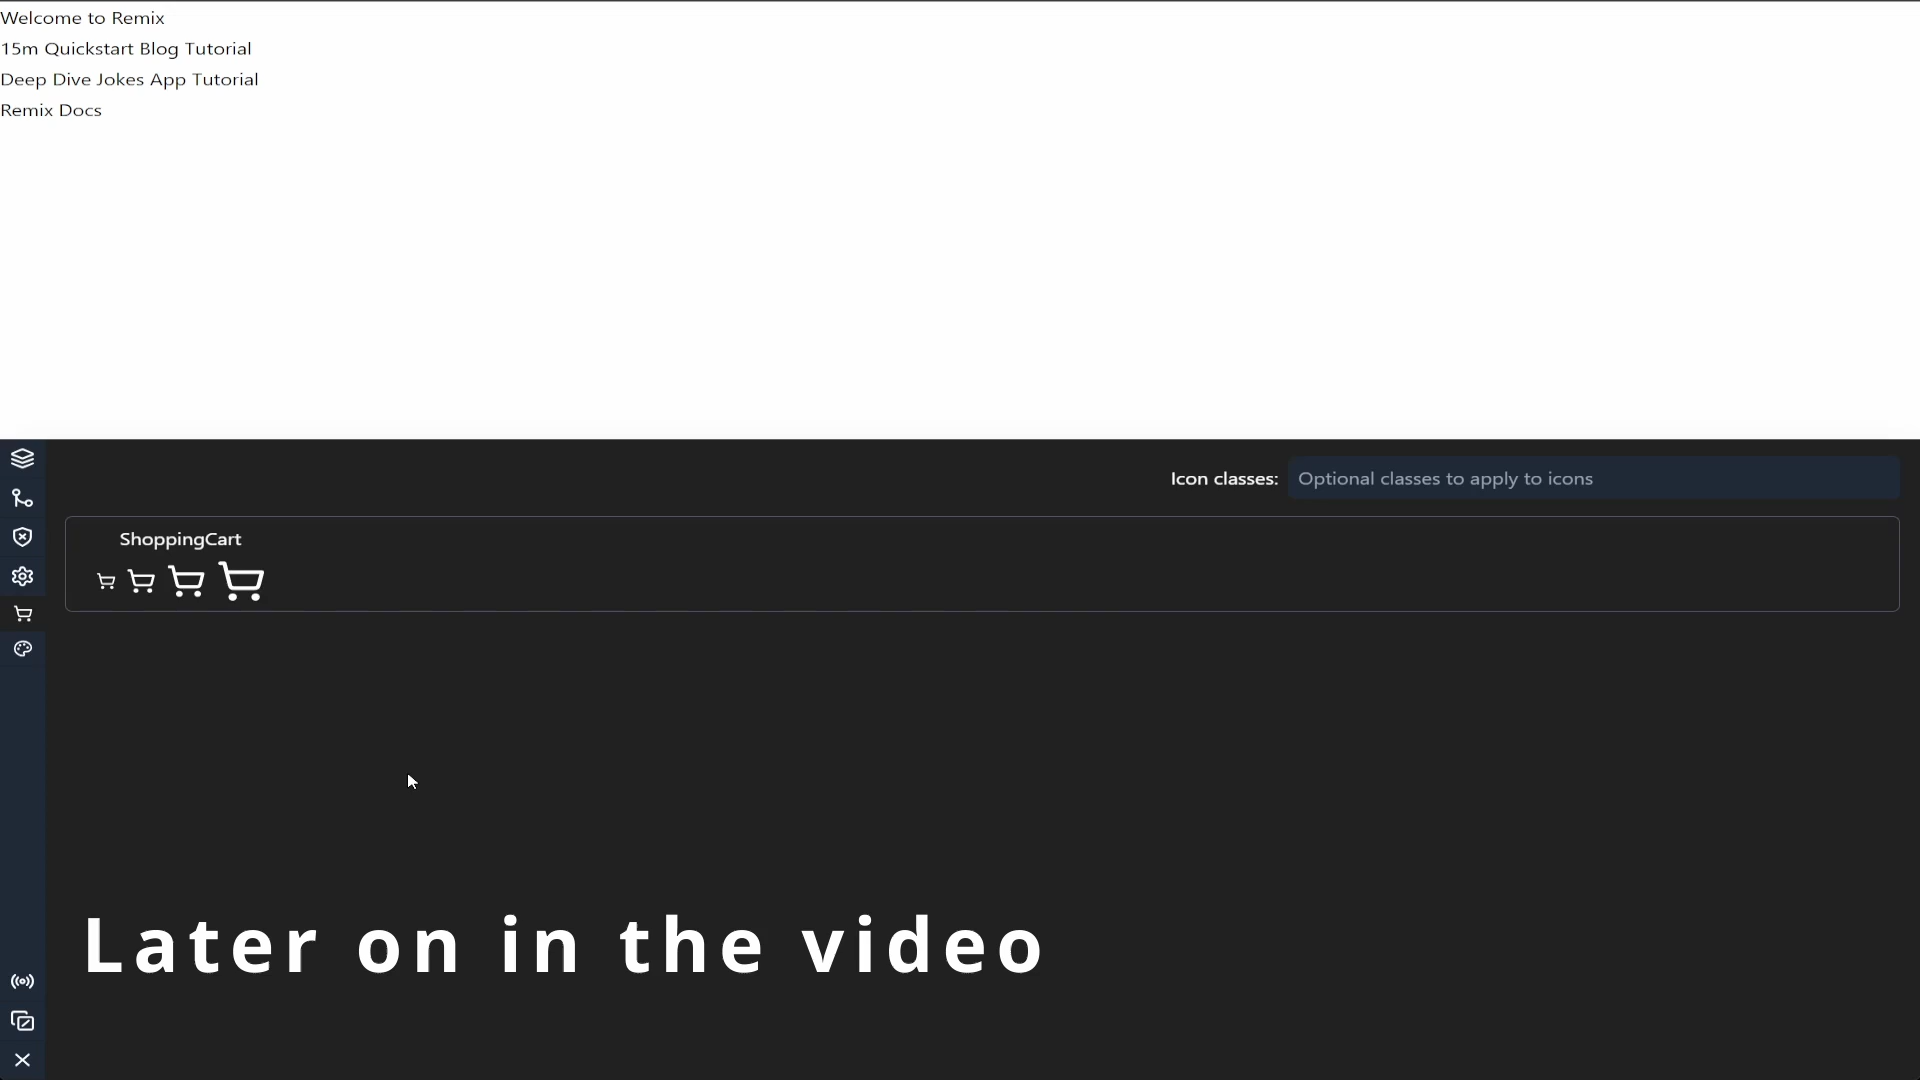 Welcome to Remix
15m Quickstart Blog Tutorial
Deep Dive Jokes App Tutorial
Remix Docs
Icon classes: Optional classes to apply to icons
ShoppingCart
Later on in the video